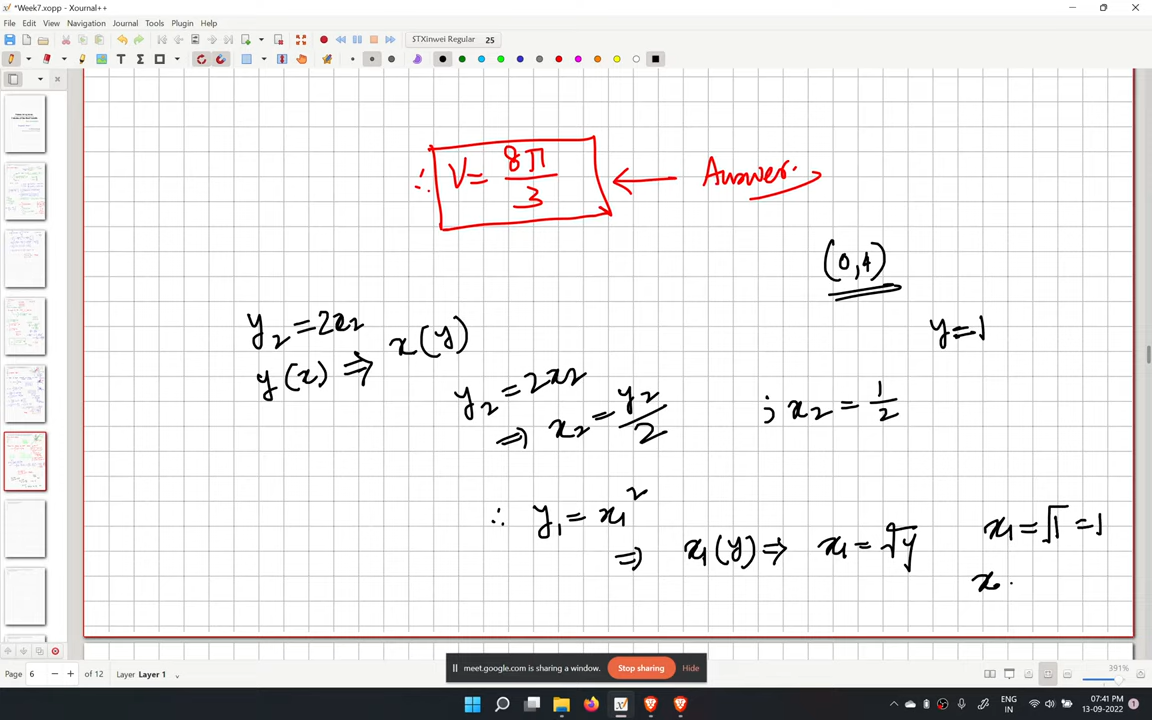 *Week7.xopp - Xournal++
File Edit View Navigation Journal Tools Plugin Help
STXinwei Regular 25
∴ V = 8π/3 ← Answer.
(0,4)
y₂ = 2x₂
y = 1
y(x) ⇒ x(y)
y₂ = 2x₂
⇒ x₂ = y₂/2 ; x₂ = 1/2
∴ y₁ = x₁²
⇒ x₁(y) ⇒ x₁ = √y x₁ = √1 = 1
x
Page 6 of 12 Layer Layer 1
391%
meet.google.com is sharing a window. Stop sharing Hide
ENG
IN
07:41 PM
13-09-2022